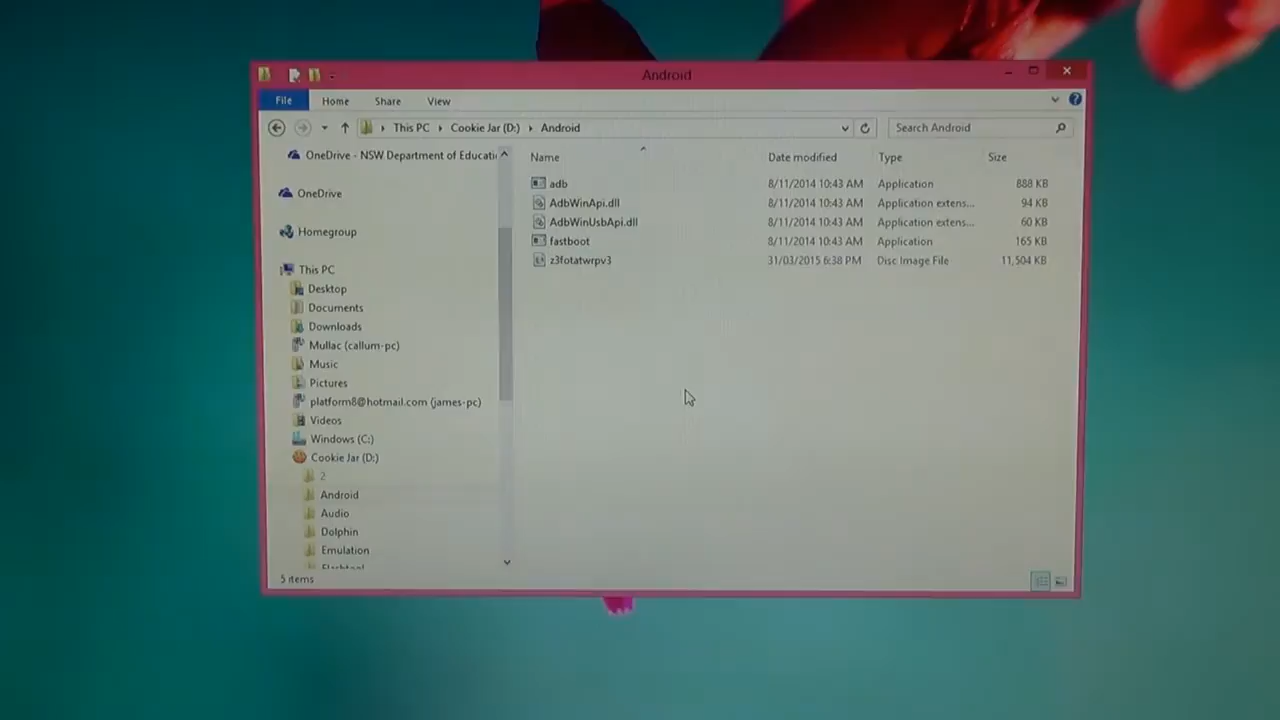 Android
File Home Share View
This PC Cookie Jar (D:) Android
Search Android
OneDrive - NSW Department of Educati
OneDrive
Homegroup
This PC
Desktop
Documents
Downloads
Mullac (callum-pc)
Music
Pictures
platform8@hotmail.com (james-pc)
Videos
Windows (C:)
Cookie Jar (D:)
2
Android
Audio
Dolphin
Emulation
Flashtool
Name Date modified Type Size
adb 8/11/2014 10:43 AM Application 888 KB
AdbWinApi.dll 8/11/2014 10:43 AM Application extens... 94 KB
AdbWinUsbApi.dll 8/11/2014 10:43 AM Application extens... 60 KB
fastboot 8/11/2014 10:43 AM Application 165 KB
z3fotatwrpv3 31/03/2015 6:38 PM Disc Image File 11,504 KB
5 items